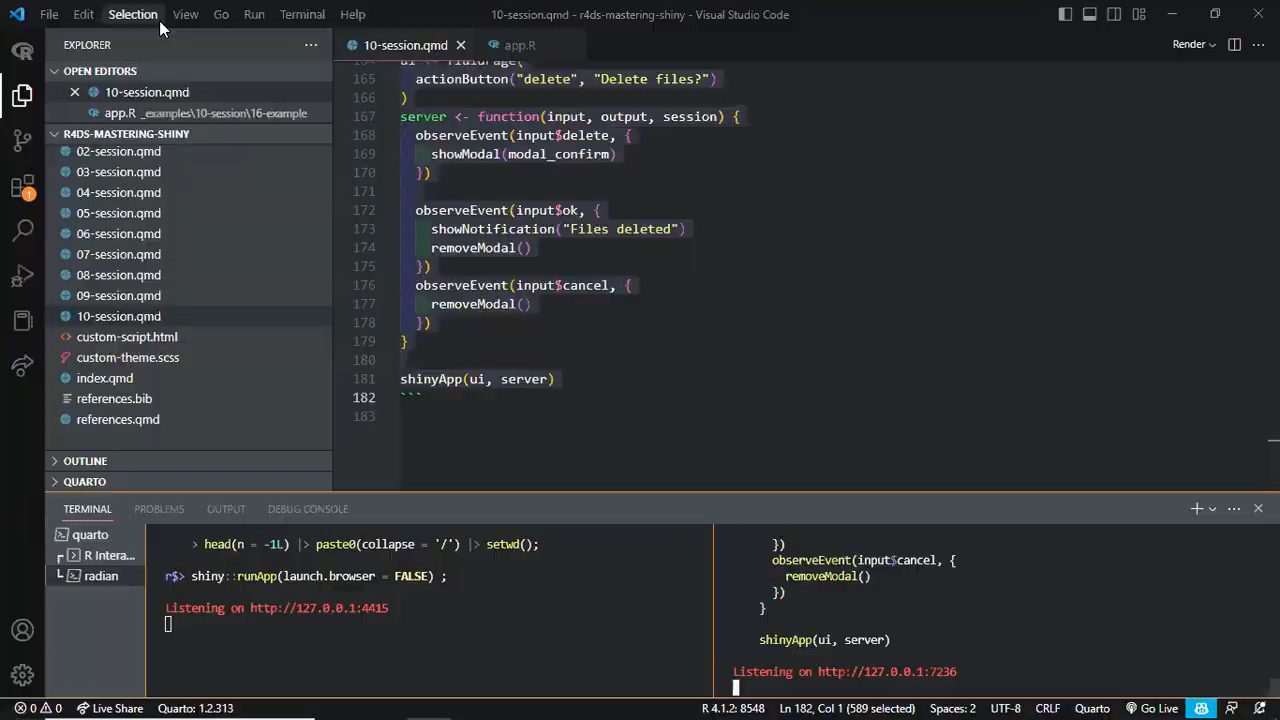 File Edit Selection View Go Run Terminal Help 10-session.qmd - r4ds-mastering-shiny - Visual Studio Code
EXPLORER
OPEN EDITORS
10-session.qmd
app.R _examples\10-session\16-example
R4DS-MASTERING-SHINY
02-session.qmd
03-session.qmd
04-session.qmd
05-session.qmd
06-session.qmd
07-session.qmd
08-session.qmd
09-session.qmd
10-session.qmd
custom-script.html
custom-theme.scss
index.qmd
references.bib
references.qmd
OUTLINE
QUARTO
10-session.qmd app.R Render
164 ui <- fluidPage(
165 actionButton("delete", "Delete files?")
166 )
167 server <- function(input, output, session) {
168 observeEvent(input$delete, {
169 showModal(modal_confirm)
170 })
171
172 observeEvent(input$ok, {
173 showNotification("Files deleted")
174 removeModal()
175 })
176 observeEvent(input$cancel, {
177 removeModal()
178 })
179 }
180
181 shinyApp(ui, server)
182 ```
183
TERMINAL PROBLEMS OUTPUT DEBUG CONSOLE
quarto
R Intera...
radian
> head(n = -1L) |> paste0(collapse = '/') |> setwd();
r$> shiny::runApp(launch.browser = FALSE) ;
Listening on http://127.0.0.1:4415
})
observeEvent(input$cancel, {
removeModal()
})
}
shinyApp(ui, server)
Listening on http://127.0.0.1:7236
0 0 Live Share Quarto: 1.2.313 R 4.1.2: 8548 Ln 182, Col 1 (589 selected) Spaces: 2 UTF-8 CRLF Quarto Go Live